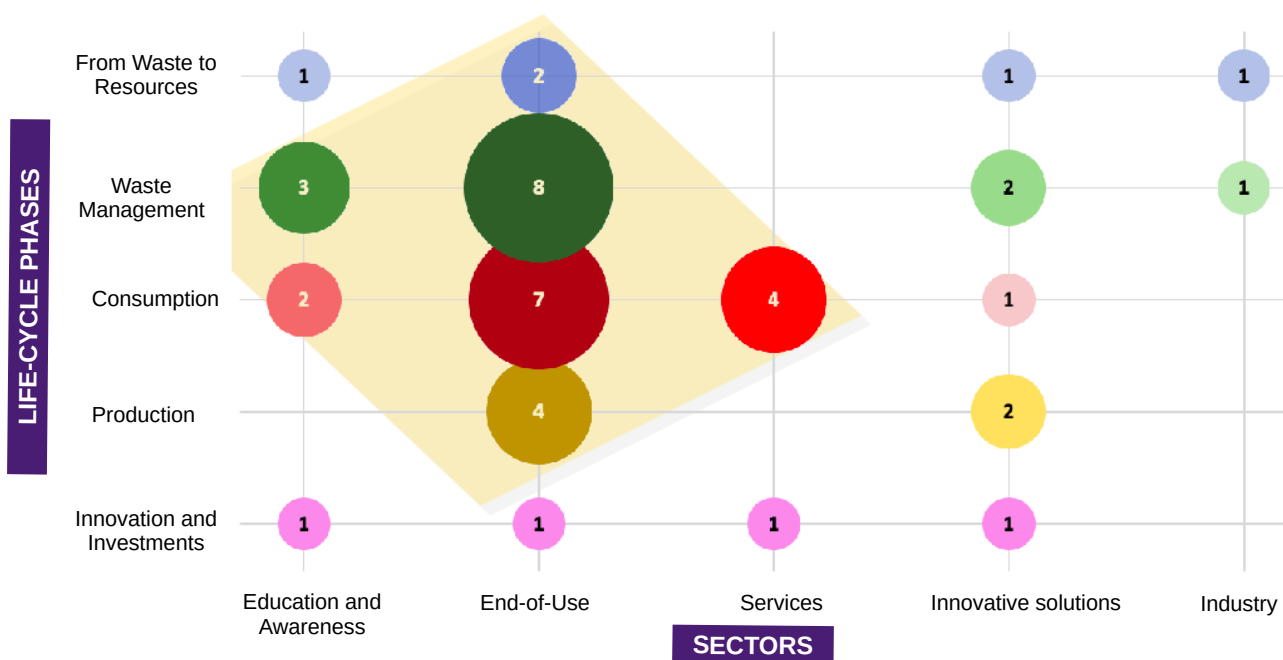 From Waste to
Resources
1
2
1
1
Waste
Management
3
8
2
1
LIFE-CYCLE PHASES
Consumption
2
7
4
1
Production
4
2
Innovation and
Investments
1
1
1
1
Education and
Awareness
End-of-Use
Services
Innovative solutions
Industry
SECTORS